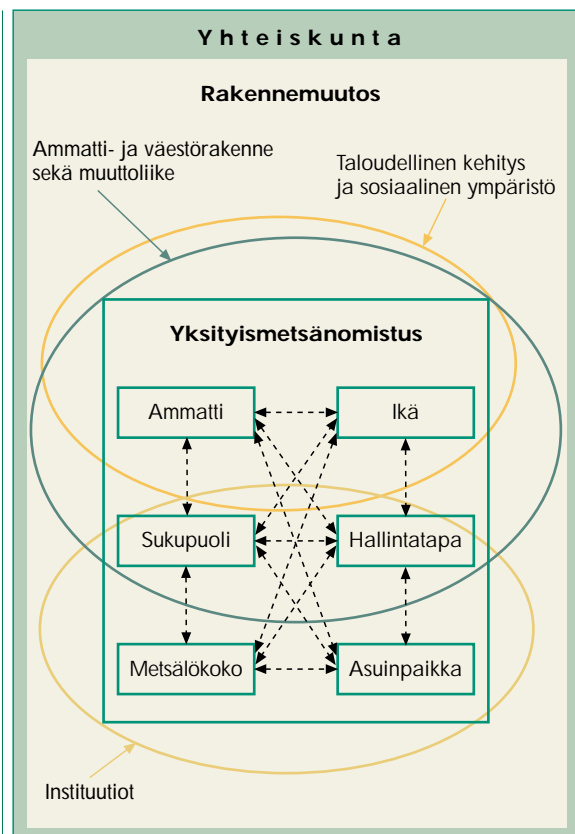 Yhteiskunta
Rakennemuutos
Ammatti- ja väestörakenne
sekä muuttoliike
Taloudellinen kehitys
ja sosiaalinen ympäristö
Yksityismetsänomistus
Ammatti
Ikä
Sukupuoli
Hallintatapa
Metsälökoko
Asuinpaikka
Instituutiot